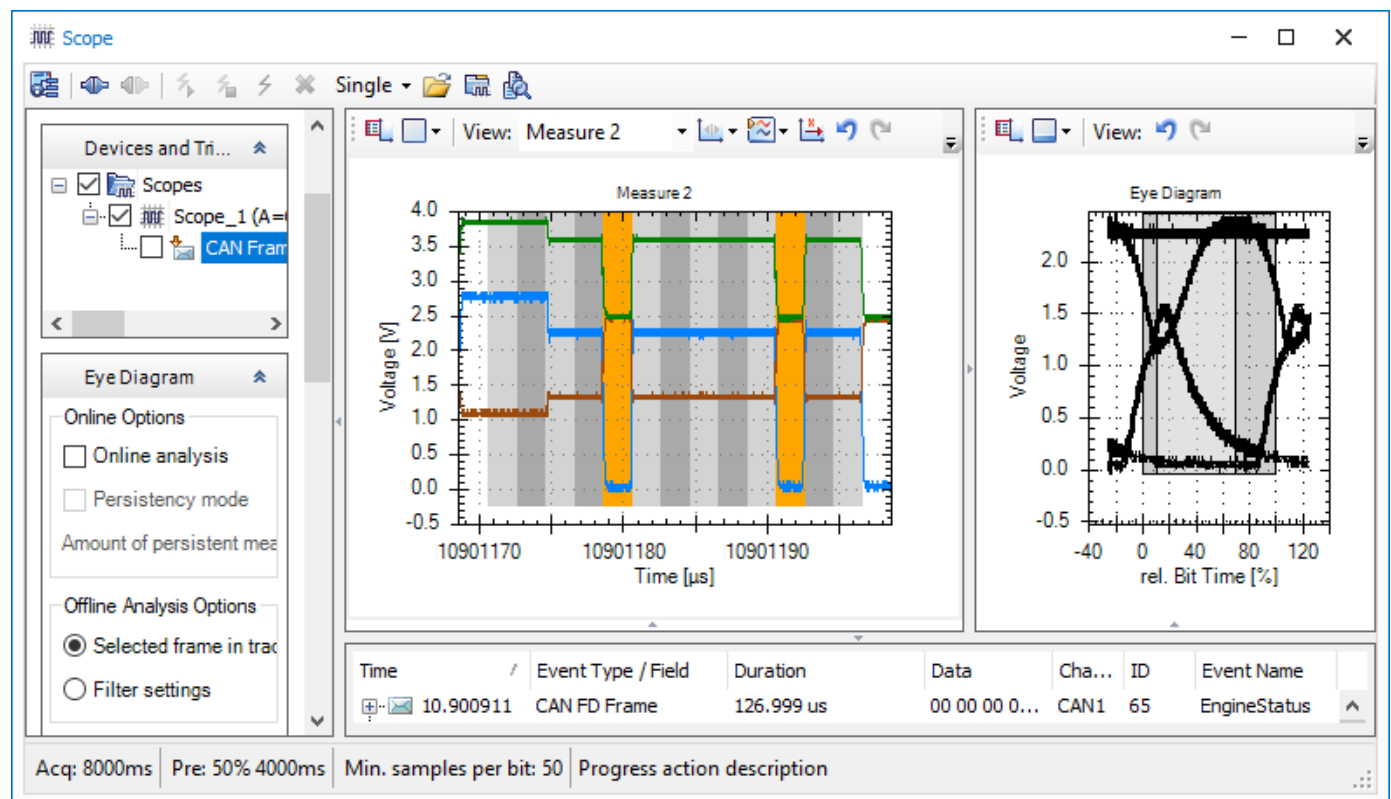 Scope
Single
Devices and Tri...
Scopes
Scope_1 (A=
CAN Fram
Eye Diagram
Online Options
Online analysis
Persistency mode
Amount of persistent mea
Offline Analysis Options
Selected frame in trac
Filter settings
View: Measure 2
Measure 2
Voltage [V]
4.0
3.5
3.0
2.5
2.0
1.5
1.0
0.5
0.0
-0.5
10901170 10901180 10901190
Time [µs]
View:
Eye Diagram
Voltage
2.0
1.5
1.0
0.5
0.0
-0.5
-40 0 40 80 120
rel. Bit Time [%]
Time / Event Type / Field Duration Data Cha... ID Event Name
10.900911 CAN FD Frame 126.999 us 00 00 00 0... CAN1 65 EngineStatus
Acq: 8000ms Pre: 50% 4000ms Min. samples per bit: 50 Progress action description